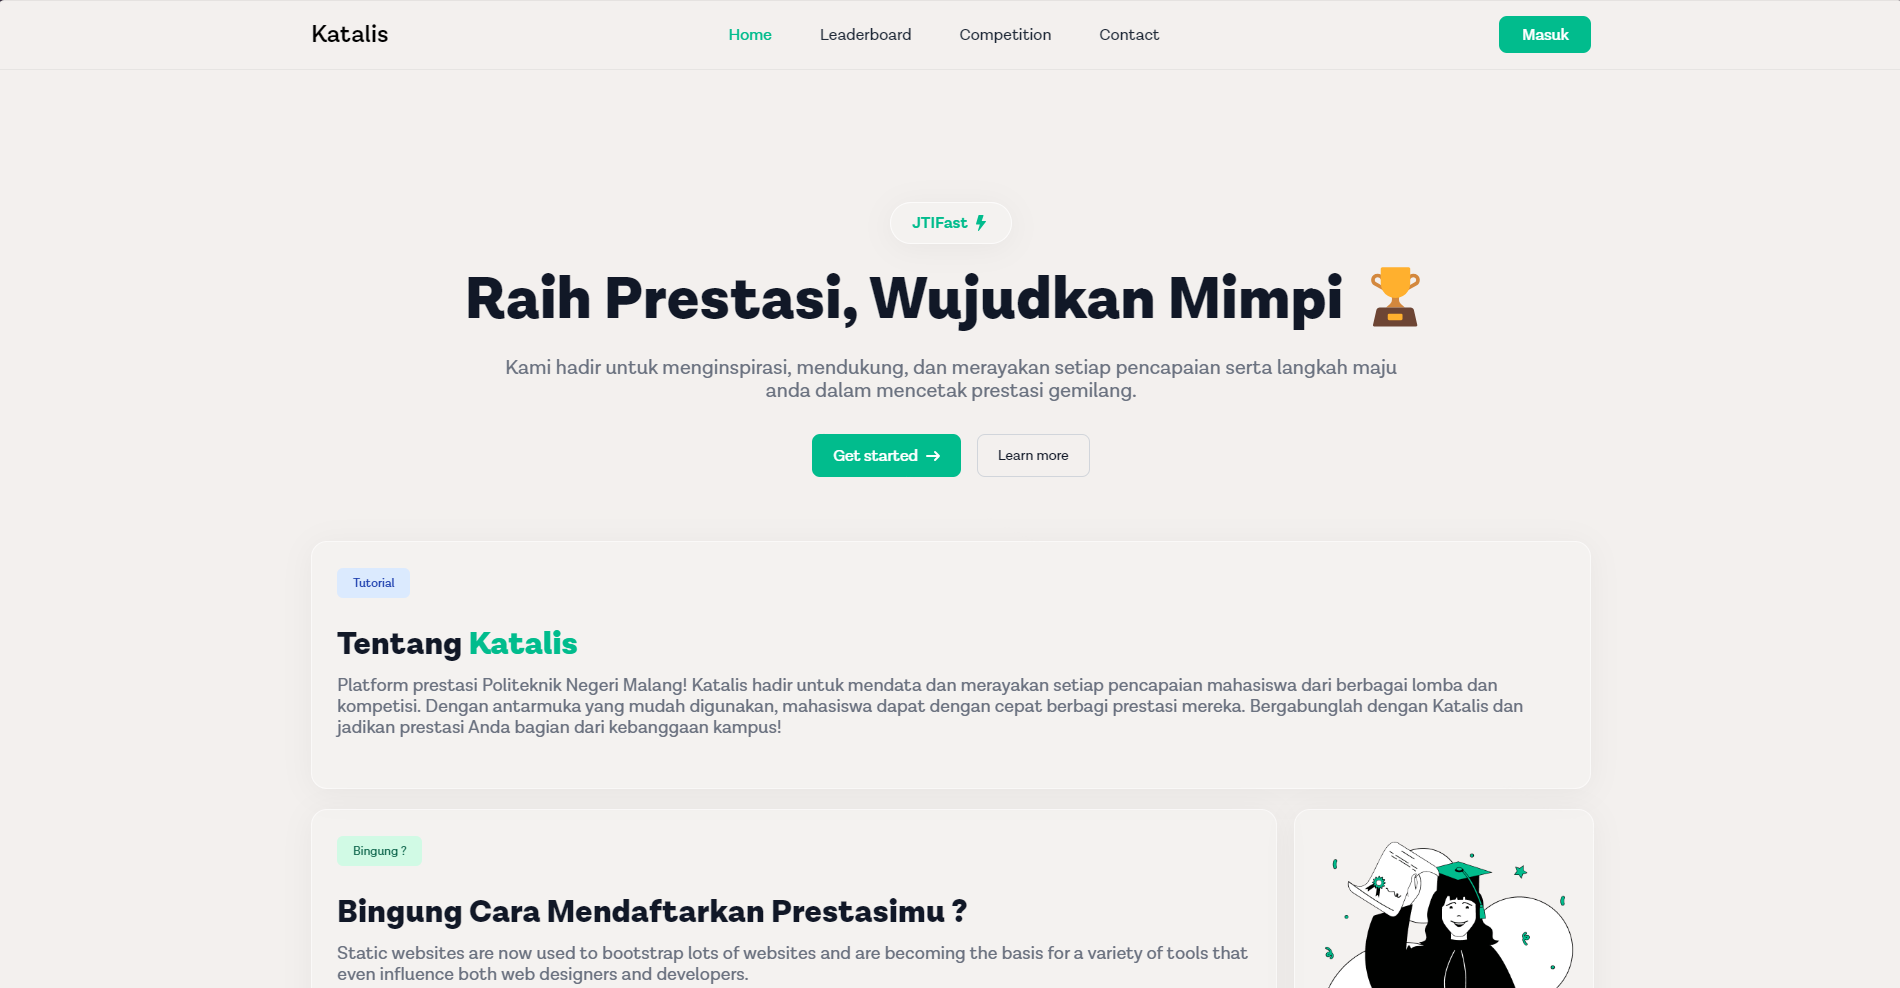 Katalis
Home
Leaderboard
Competition
Contact
Masuk
JTIFast
Raih Prestasi, Wujudkan Mimpi
Kami hadir untuk menginspirasi, mendukung, dan merayakan setiap pencapaian serta langkah maju
anda dalam mencetak prestasi gemilang.
Get started →
Learn more
Tutorial
Tentang Katalis
Platform prestasi Politeknik Negeri Malang! Katalis hadir untuk mendata dan merayakan setiap pencapaian mahasiswa dari berbagai lomba dan
kompetisi. Dengan antarmuka yang mudah digunakan, mahasiswa dapat dengan cepat berbagi prestasi mereka. Bergabunglah dengan Katalis dan
jadikan prestasi Anda bagian dari kebanggaan kampus!
Bingung ?
Bingung Cara Mendaftarkan Prestasimu ?
Static websites are now used to bootstrap lots of websites and are becoming the basis for a variety of tools that
even influence both web designers and developers.